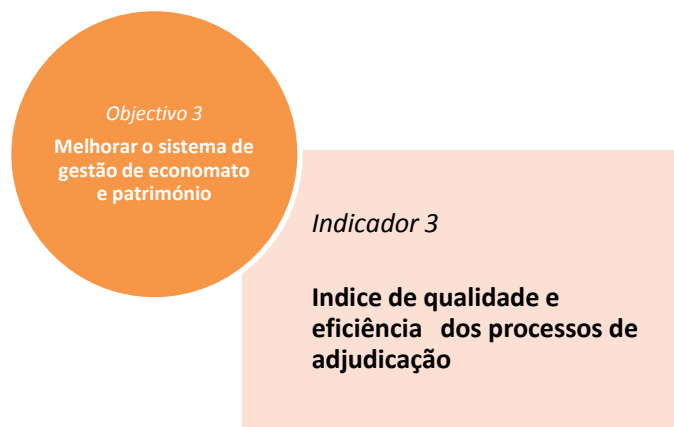 Objectivo 3
Melhorar o sistema de
gestão de economato
e património
Indicador 3
Indice de qualidade e
eficiência dos processos de
adjudicação